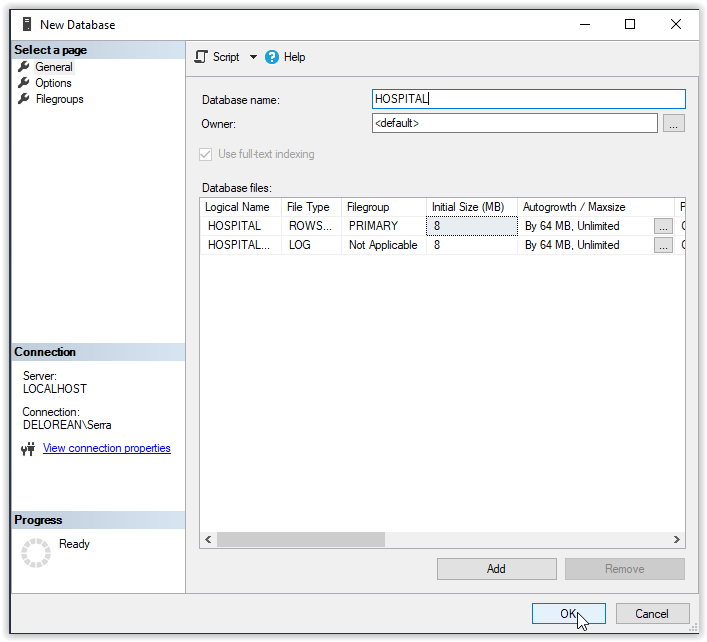 New Database
Select a page
General
Options
Filegroups
Script Help
Database name: HOSPITAL
Owner: <default> ...
Use full-text indexing
Database files:
Logical Name File Type Filegroup Initial Size (MB) Autogrowth / Maxsize
HOSPITAL ROWS... PRIMARY 8 By 64 MB, Unlimited ...
HOSPITAL... LOG Not Applicable 8 By 64 MB, Unlimited ...
Connection
Server:
LOCALHOST
Connection:
DELOREAN\Serra
View connection properties
Progress
Ready
Add Remove
OK Cancel